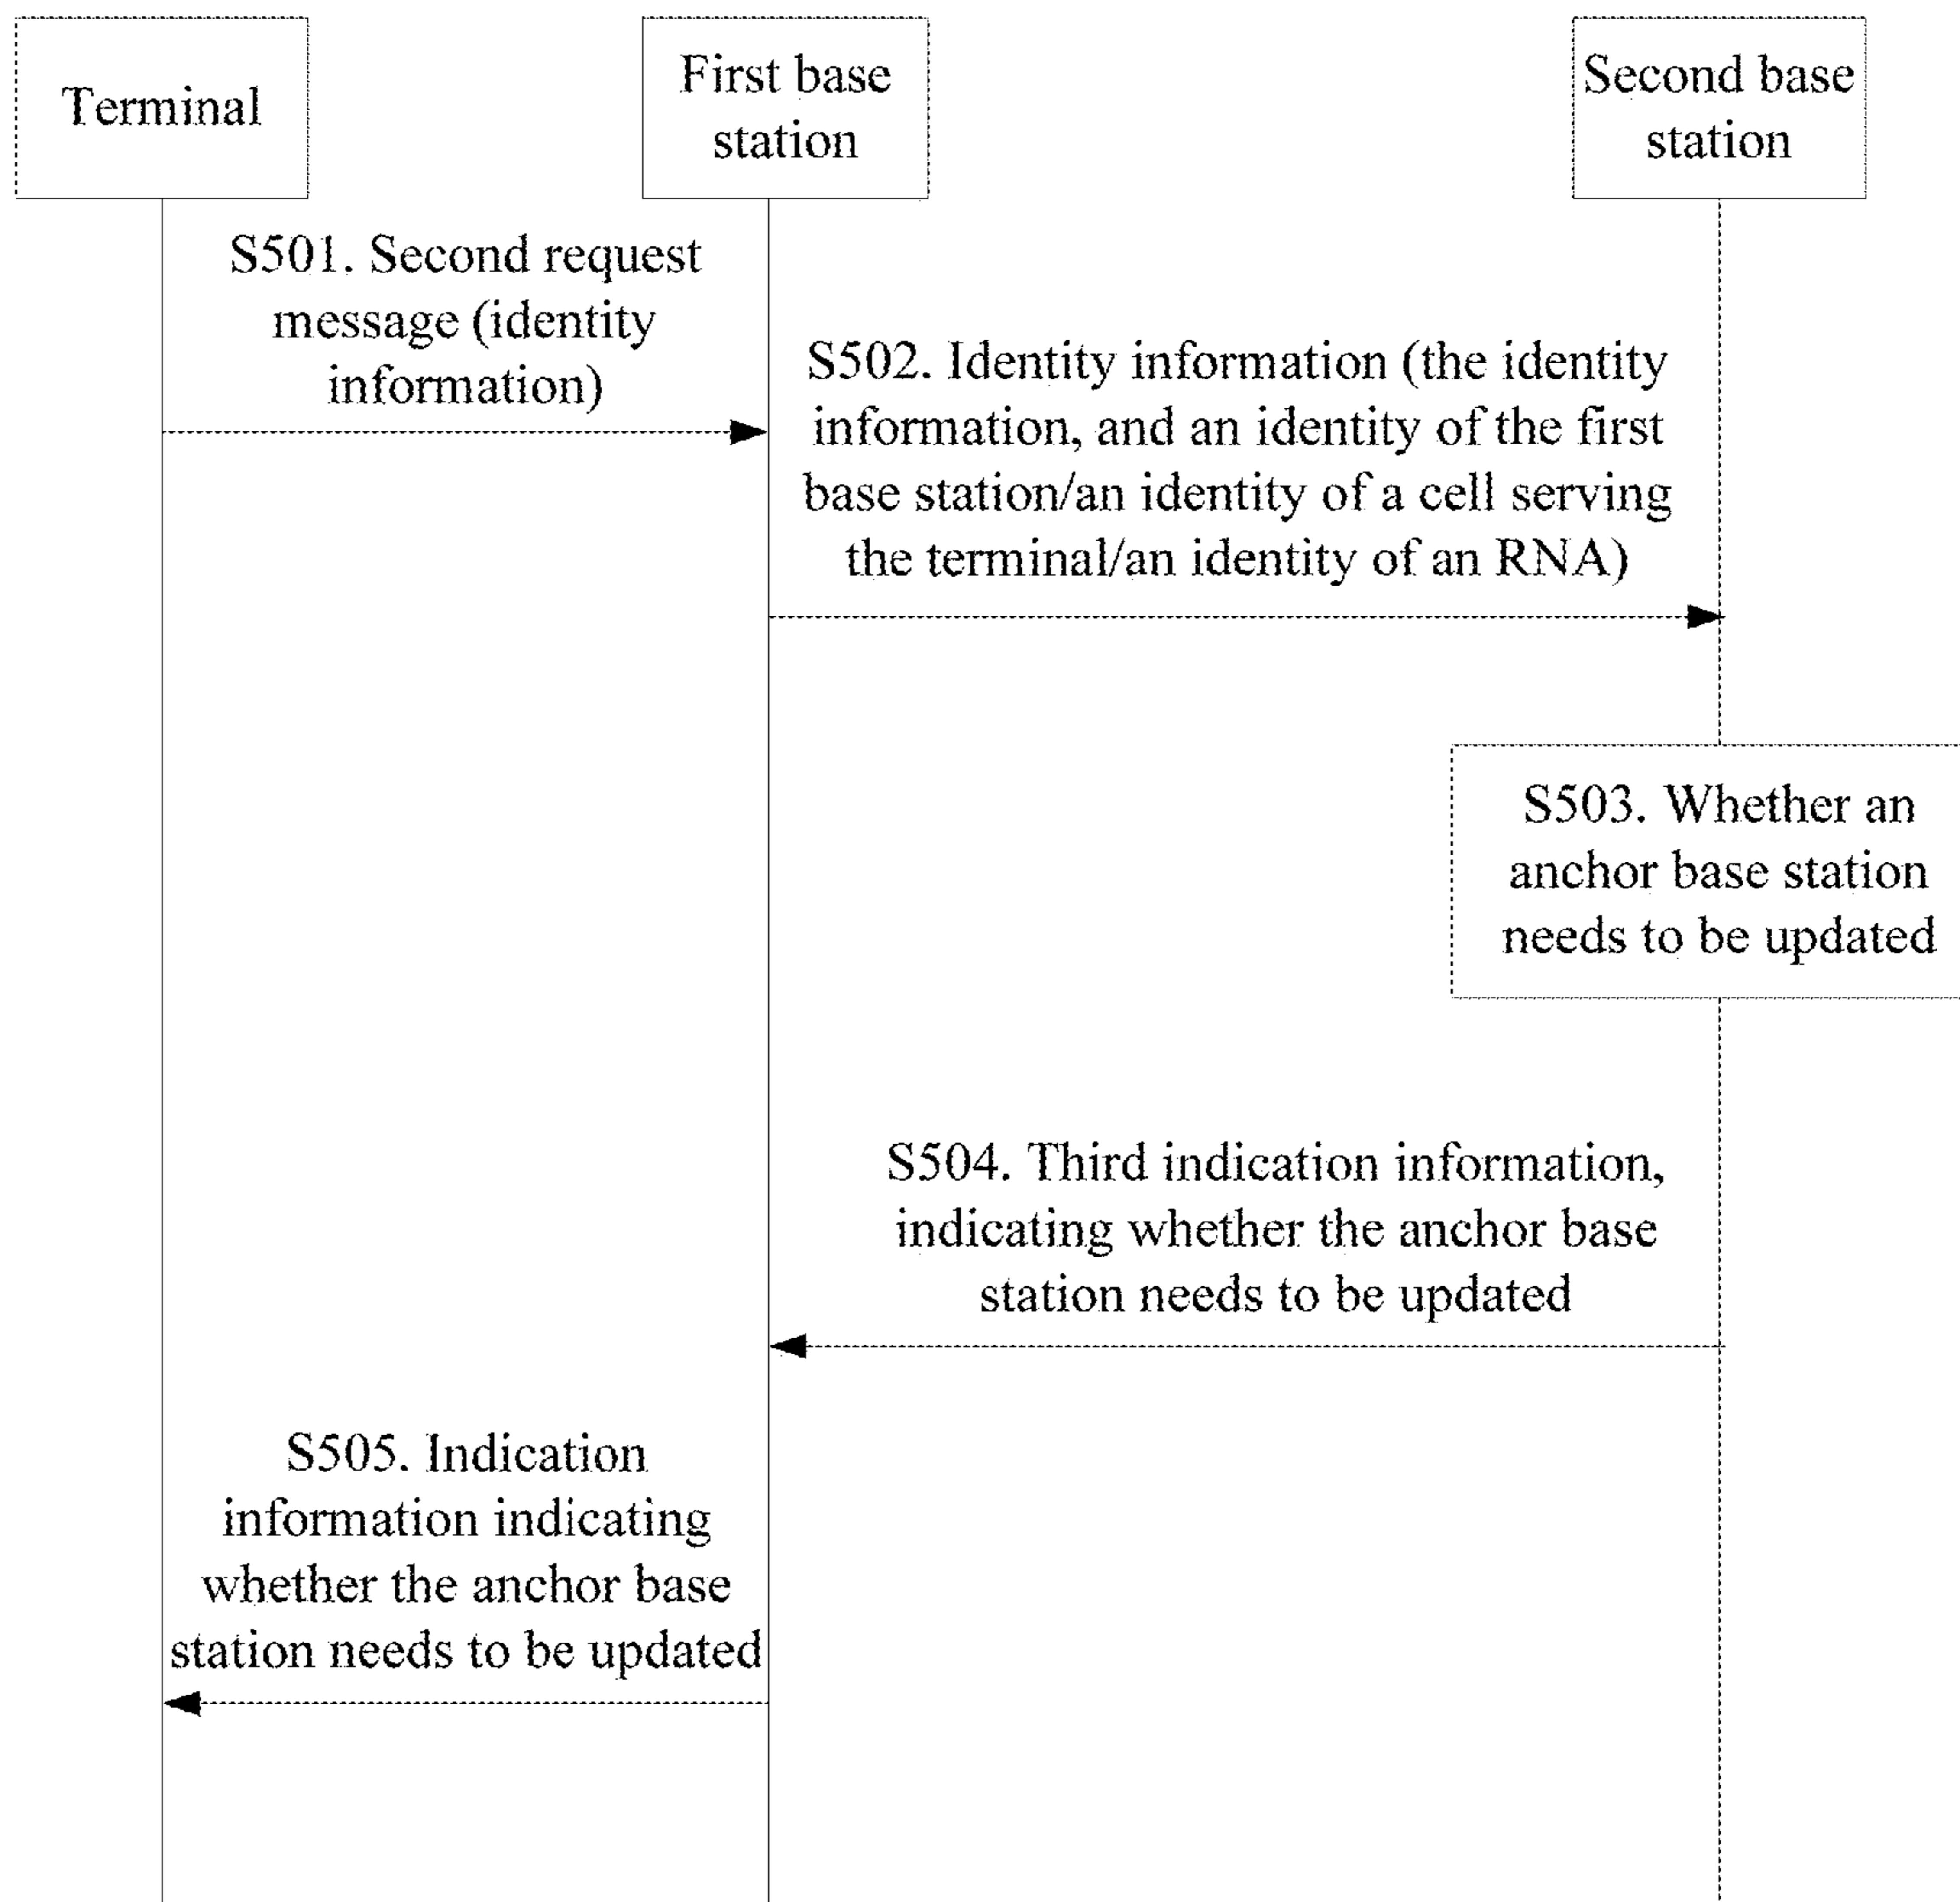 Terminal
First base
station
Second base
station
S501. Second request
message (identity
information)
S502. Identity information (the identity
information, and an identity of the first
base station/an identity of a cell serving
the terminal/an identity of an RNA)
S503. Whether an
anchor base station
needs to be updated
S504. Third indication information,
indicating whether the anchor base
station needs to be updated
S505. Indication
information indicating
whether the anchor base
station needs to be updated